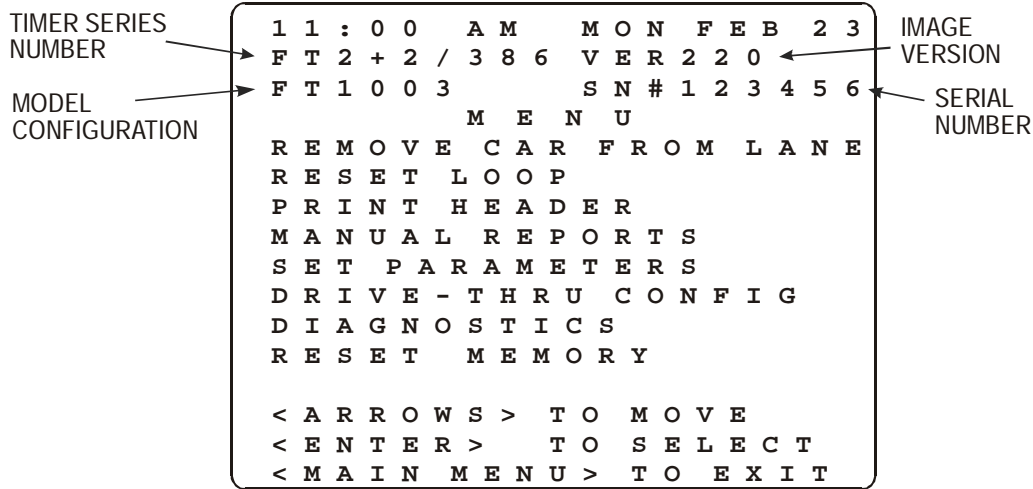 TIMER SERIES
NUMBER
MODEL
CONFIGURATION
11:00 AM MON FEB 23
FT2+2/386 VER220
FT1003 SN#123456
MENU
REMOVE CAR FROM LANE
RESET LOOP
PRINT HEADER
MANUAL REPORTS
SET PARAMETERS
DRIVE-THRU CONFIG
DIAGNOSTICS
RESET MEMORY
<ARROWS> TO MOVE
<ENTER> TO SELECT
<MAIN MENU> TO EXIT
IMAGE
VERSION
SERIAL
NUMBER